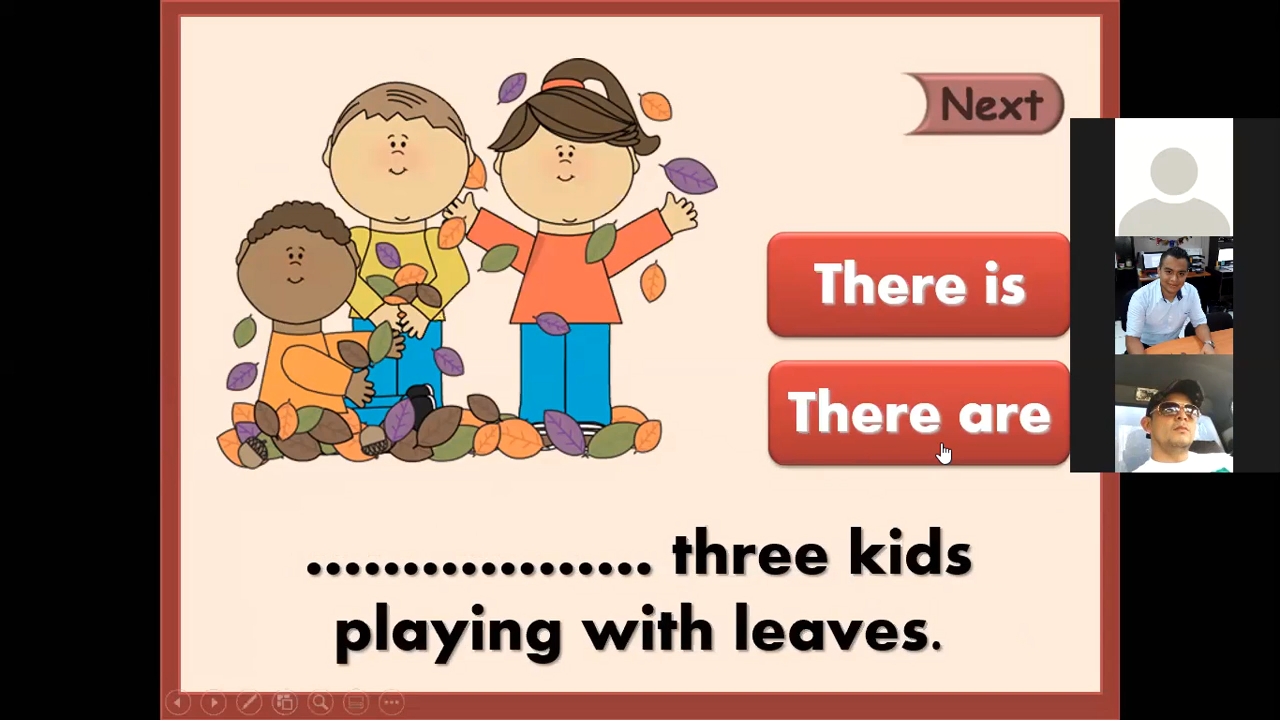 Next
There is
There are
.................. three kids
playing with leaves.